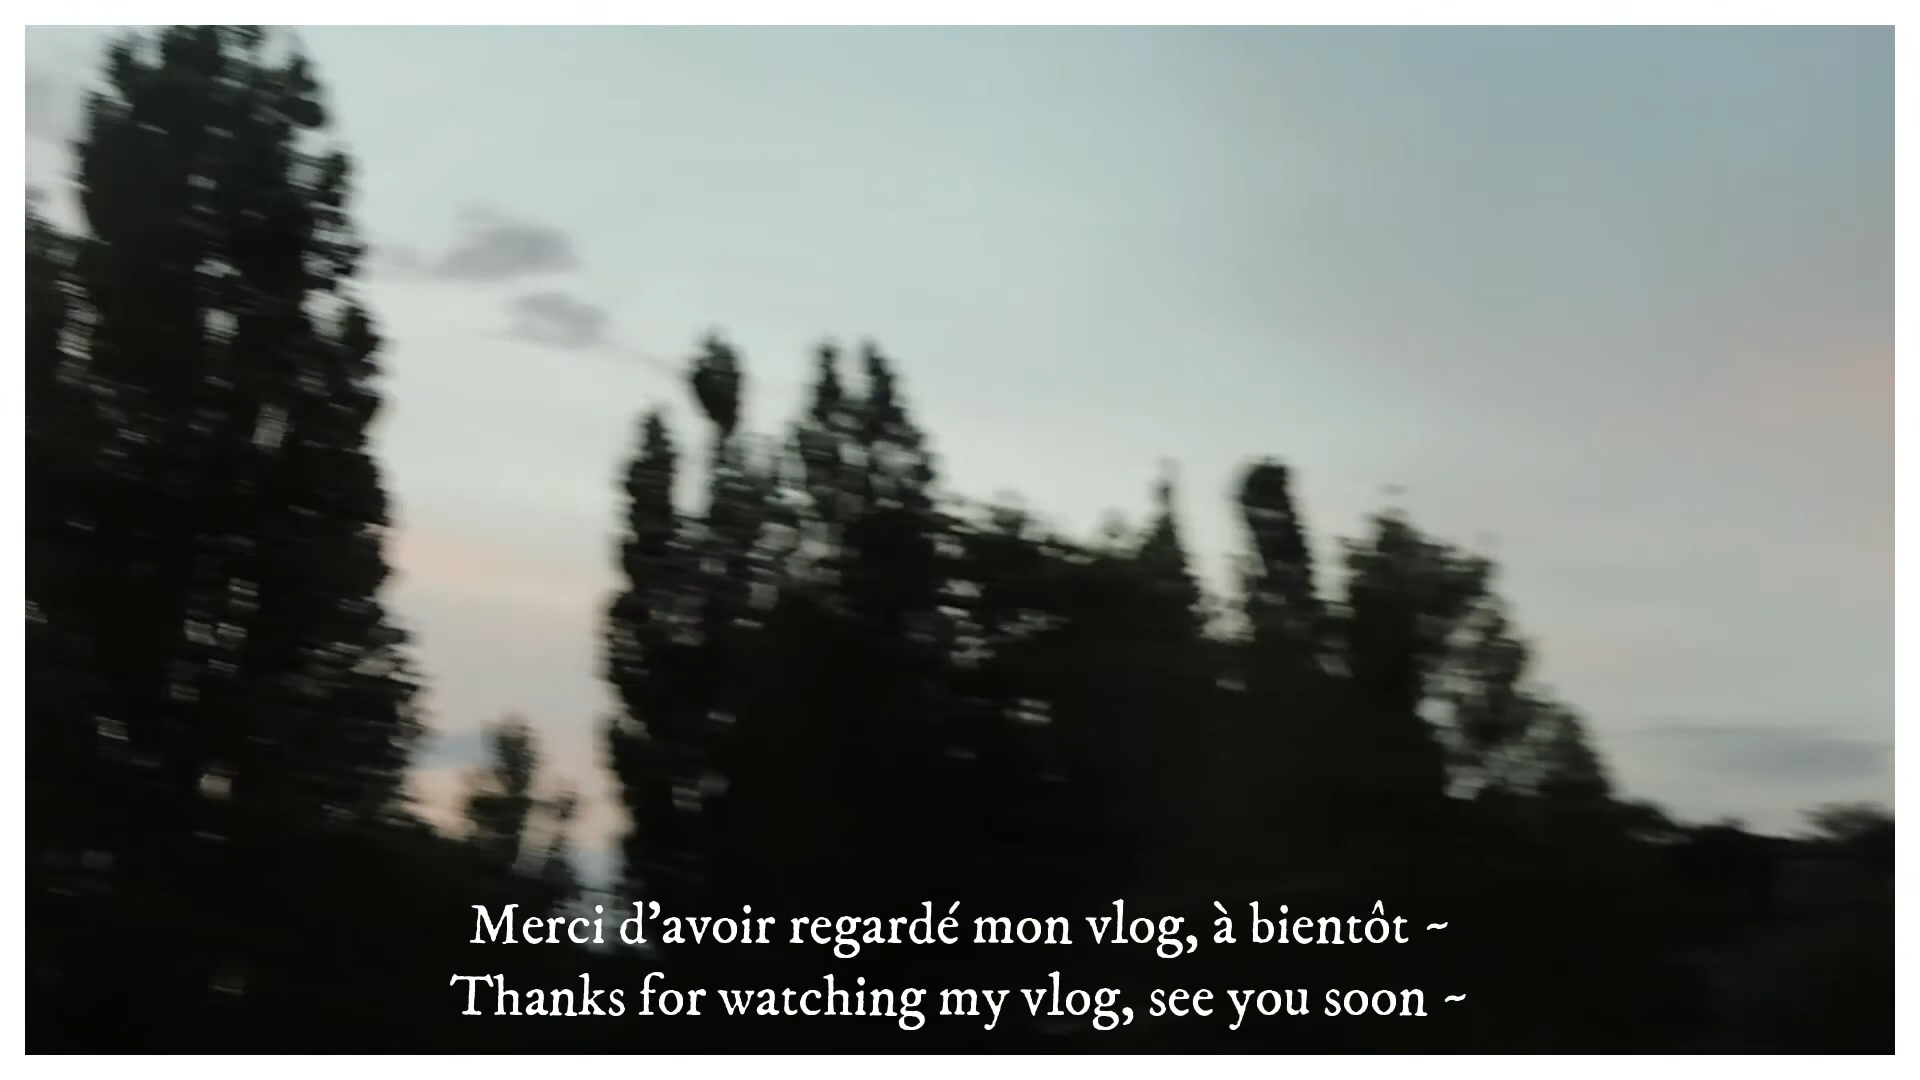 Merci d’avoir regardé mon vlog, à bientôt ~
Thanks for watching my vlog, see you soon ~